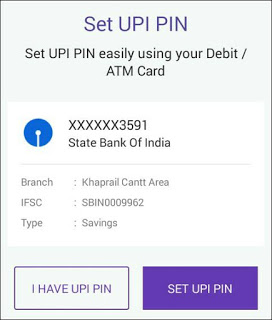 Set UPI PIN
Set UPI PIN easily using your Debit /
ATM Card
XXXXXX3591
State Bank Of India
Branch : Khaprail Cantt Area
IFSC : SBIN0009962
Type : Savings
I HAVE UPI PIN
SET UPI PIN